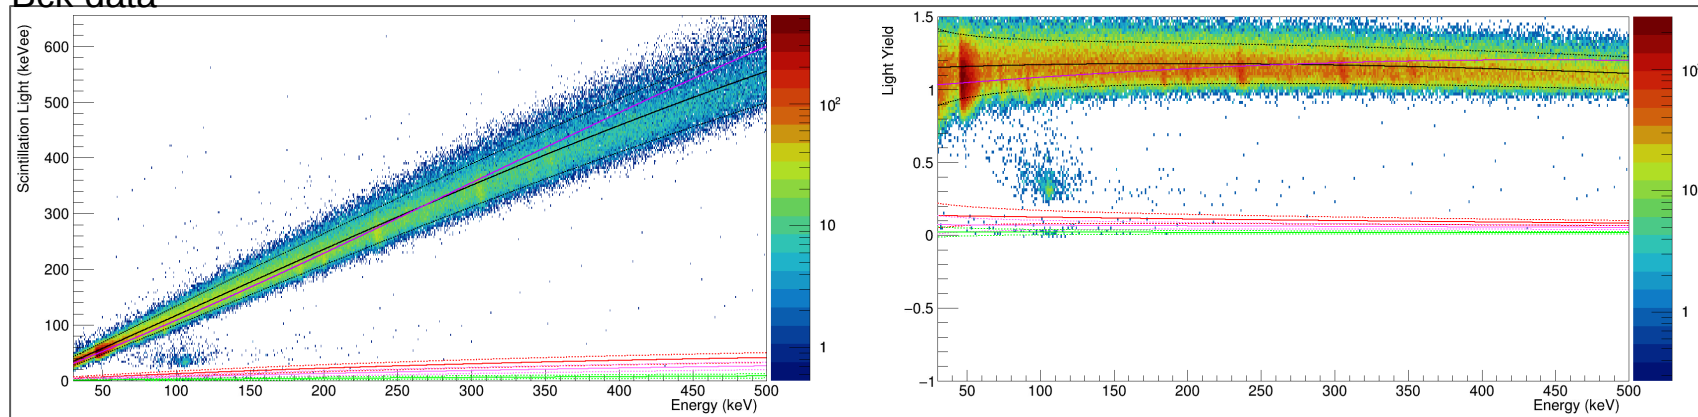 Bck data
Scintillation Light (keVee)
600
500
400
300
200
100
0
50 100 150 200 250 300 350 400 450 500
Energy (keV)
10²
10
1
Light Yield
1.5
1
0.5
0
−0.5
−1
50 100 150 200 250 300 350 400 450 500
Energy (keV)
10
1